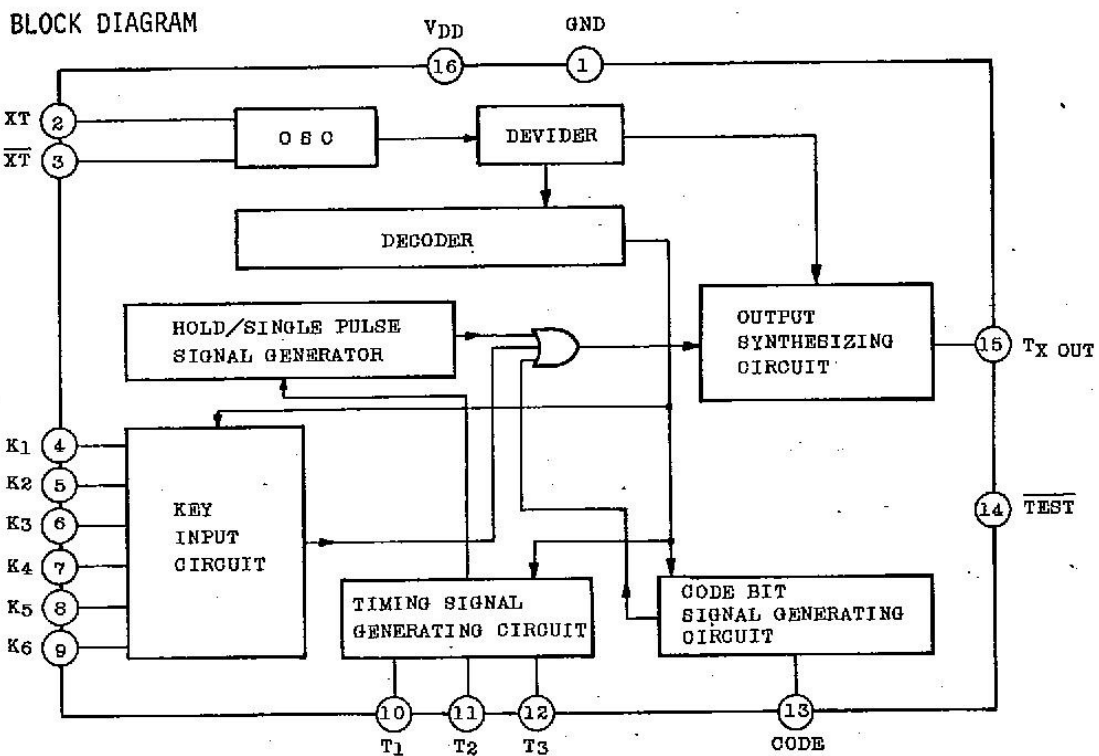 BLOCK DIAGRAM
VDD
GND
16
1
XT
2
XT
3
OSC
DEVIDER
DECODER
HOLD/SINGLE PULSE
SIGNAL GENERATOR
OUTPUT
SYNTHESIZING
CIRCUIT
15
TX OUT
K1
4
K2
5
K3
6
K4
7
K5
8
K6
9
KEY
INPUT
CIRCUIT
14
TEST
TIMING SIGNAL
GENERATING CIRCUIT
CODE BIT
SIGNAL GENERATING
CIRCUIT
10
11
12
13
T1
T2
T3
CODE